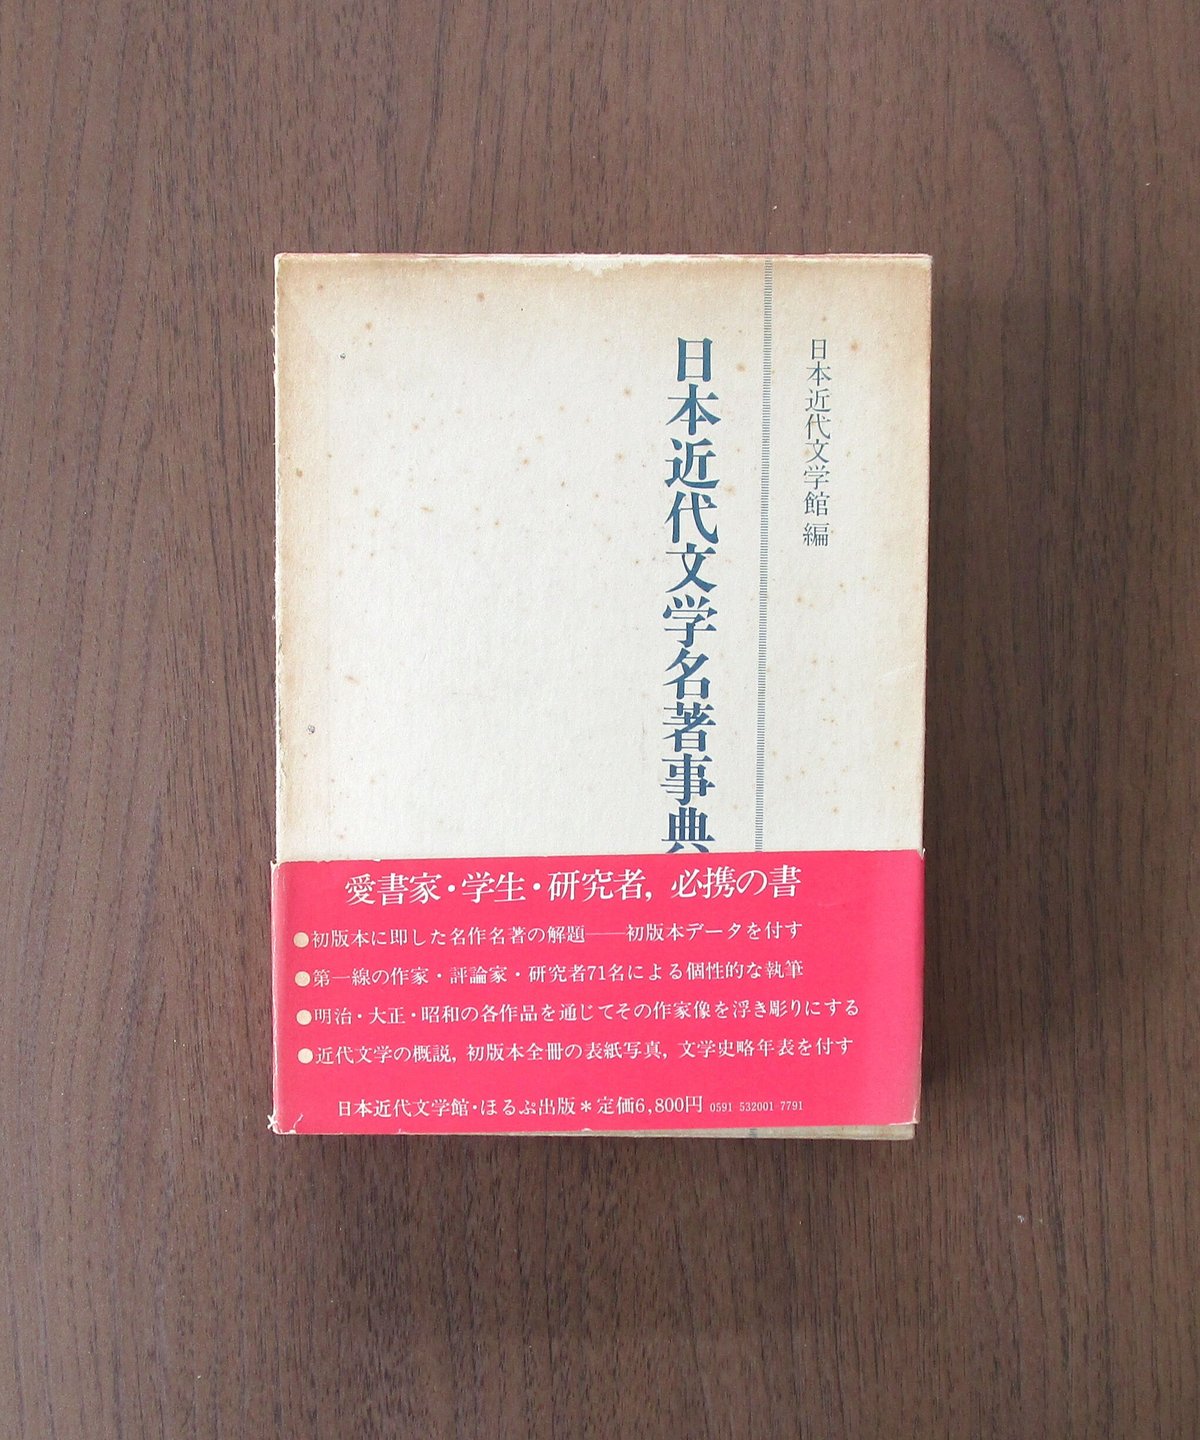 日本近代文学館 編
日本近代文学名著事典
愛書家・学生・研究者，必携の書
●初版本に即した名作名著の解題──初版本データを付す
●第一線の作家・評論家・研究者71名による個性的な執筆
●明治・大正・昭和の各作品を通じてその作家像を浮き彫りにする
●近代文学の概説，初版本全冊の表紙写真，文学史略年表を付す
日本近代文学館・ほるぷ出版＊定価6,800円 0591 532001 7791